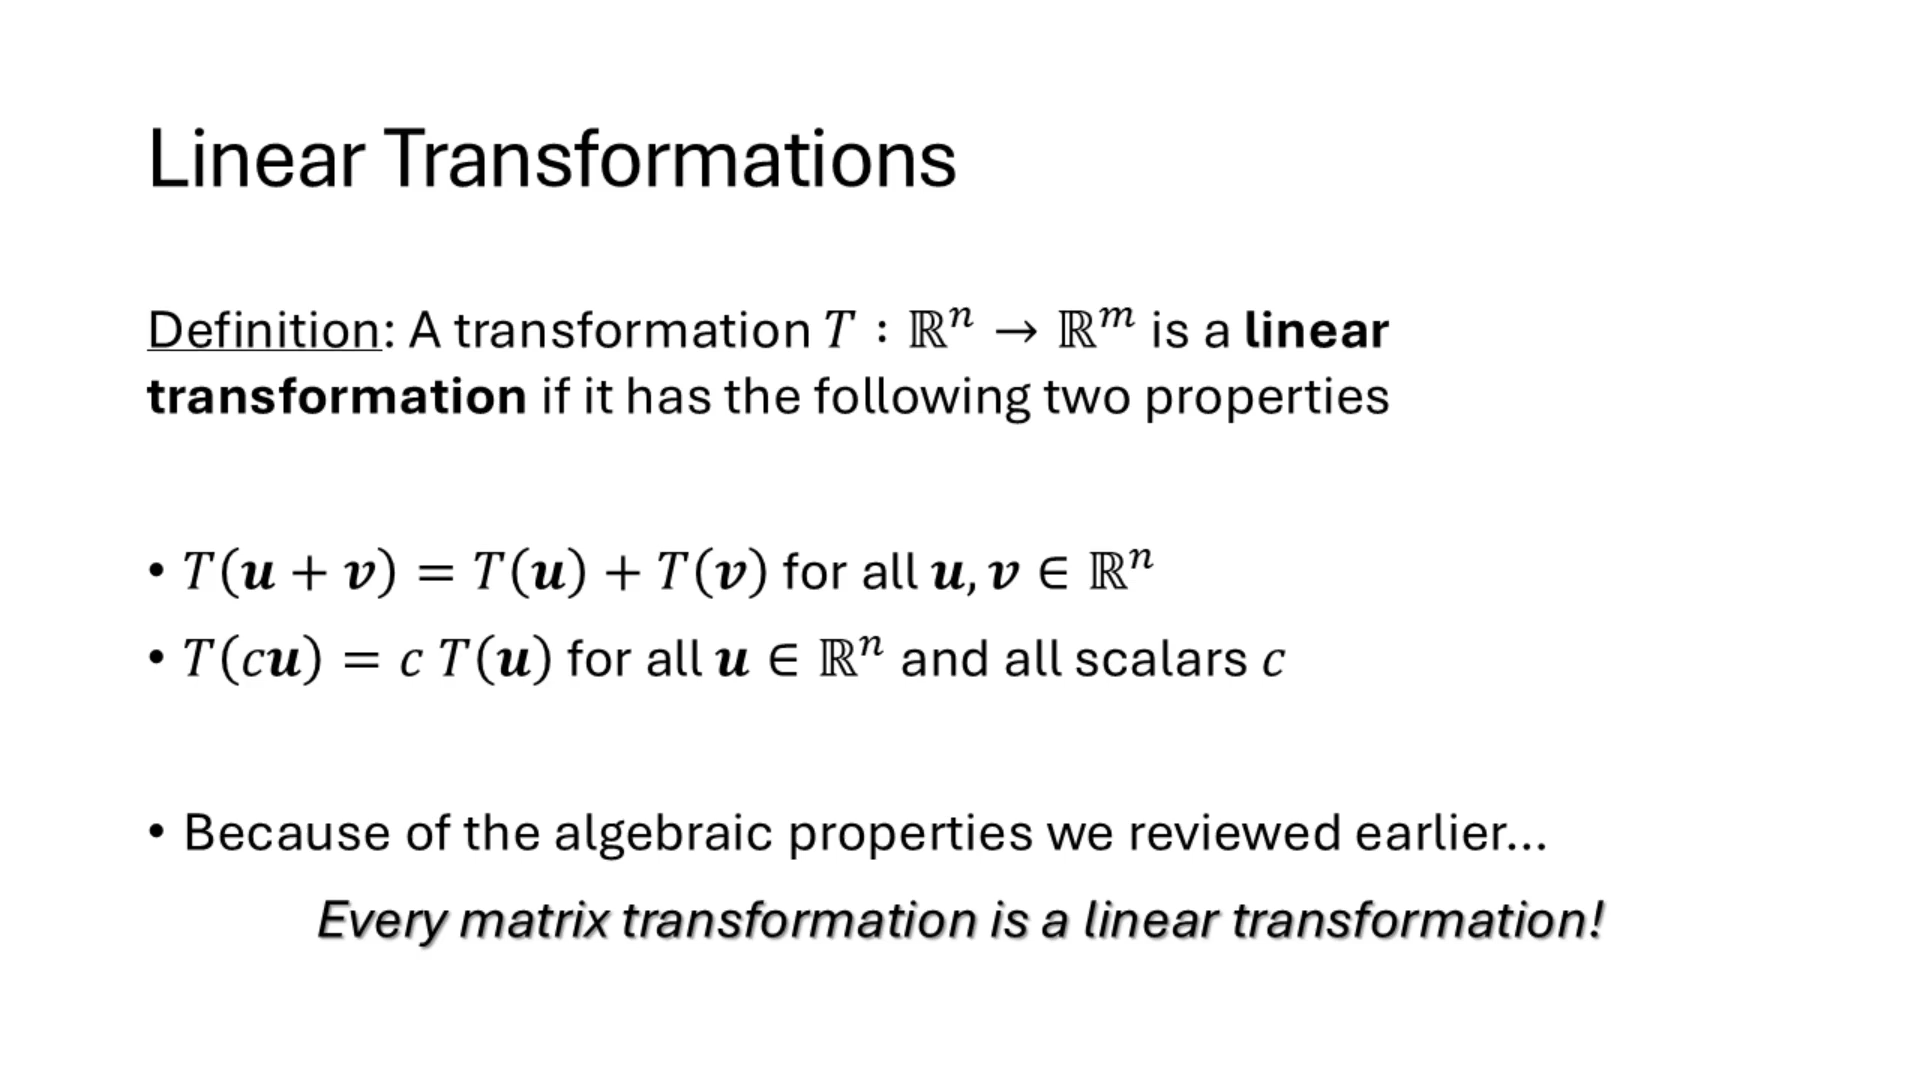 Linear Transformations
Definition: A transformation 𝑇 : ℝⁿ → ℝᵐ is a linear
transformation if it has the following two properties
• 𝑇(𝒖 + 𝒗) = 𝑇(𝒖) + 𝑇(𝒗) for all 𝒖, 𝒗 ∈ ℝⁿ
• 𝑇(𝑐𝒖) = 𝑐 𝑇(𝒖) for all 𝒖 ∈ ℝⁿ and all scalars 𝑐
• Because of the algebraic properties we reviewed earlier...
Every matrix transformation is a linear transformation!